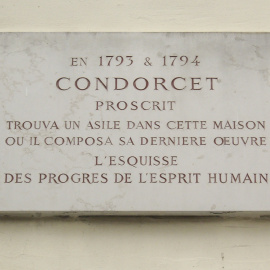 EN 1793 & 1794
CONDORCET
PROSCRIT
TROUVA UN ASILE DANS CETTE MAISON
OU IL COMPOSA SA DERNIERE OEUVRE
L'ESQUISSE
DES PROGRES DE L'ESPRIT HUMAIN